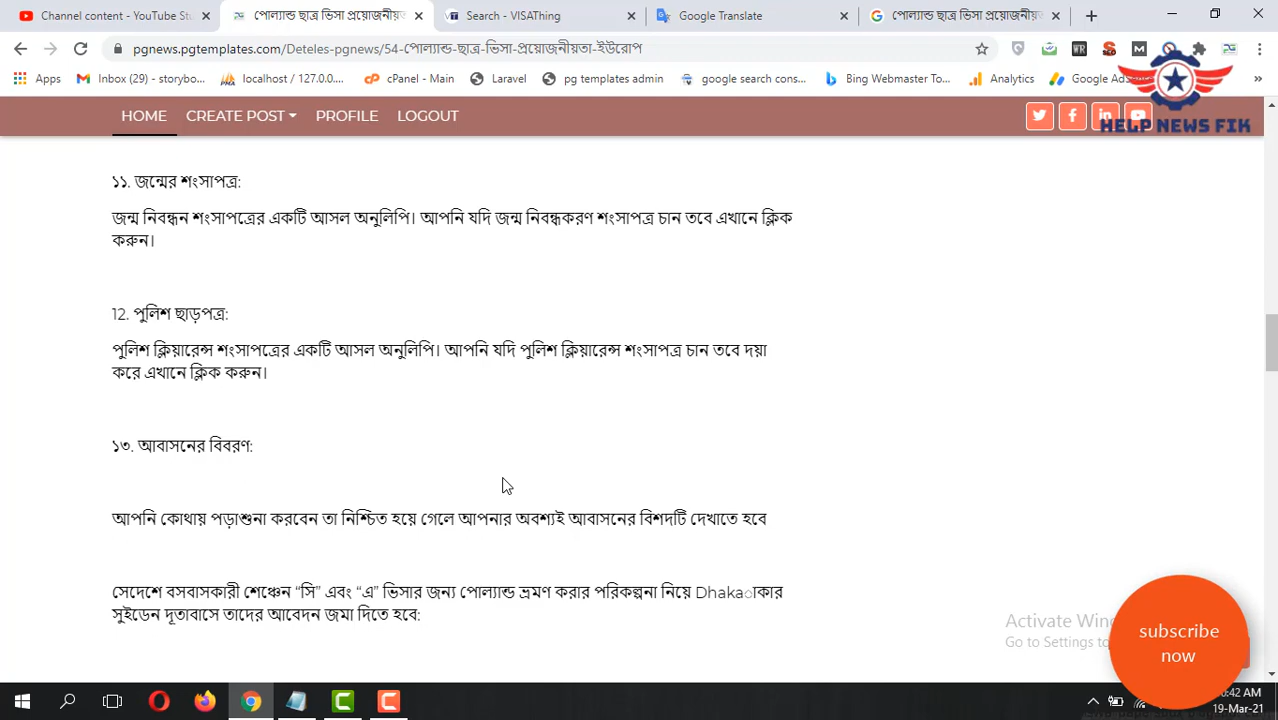 Channel content - YouTube Stu
পোল্যান্ড ছাত্র ভিসা প্রয়োজনীয়ত
Search - VISAThing
Google Translate
পোল্যান্ড ছাত্র ভিসা প্রয়োজনীয়
pgnews.pgtemplates.com/Deteles-pgnews/54-পোল্যান্ড-ছাত্র-ভিসা-প্রয়োজনীয়তা-ইউরোপ
Apps
Inbox (29) - storybo...
localhost / 127.0.0....
cPanel - Main
Laravel
pg templates admin
google search cons...
Bing Webmaster To...
Analytics
Google AdSense
HOME CREATE POST PROFILE LOGOUT
HELP NEWS FIK
১১. জন্মের শংসাপত্র:
জন্ম নিবন্ধন শংসাপত্রের একটি আসল অনুলিপি। আপনি যদি জন্ম নিবন্ধকরণ শংসাপত্র চান তবে এখানে ক্লিক
করুন।
12. পুলিশ ছাড়পত্র:
পুলিশ ক্লিয়ারেন্স শংসাপত্রের একটি আসল অনুলিপি। আপনি যদি পুলিশ ক্লিয়ারেন্স শংসাপত্র চান তবে দয়া
করে এখানে ক্লিক করুন।
১৩. আবাসনের বিবরণ:
আপনি কোথায় পড়াশুনা করবেন তা নিশ্চিত হয়ে গেলে আপনার অবশ্যই আবাসনের বিশদটি দেখাতে হবে
সেদেশে বসবাসকারী শেঞ্চেন “সি” এবং “এ” ভিসার জন্য পোল্যান্ড ভ্রমণ করার পরিকল্পনা নিয়ে Dhakaাকার
সুইডেন দূতাবাসে তাদের আবেদন জমা দিতে হবে:
Activate Win
Go to Settings to
subscribe
now
:42 AM
19-Mar-21